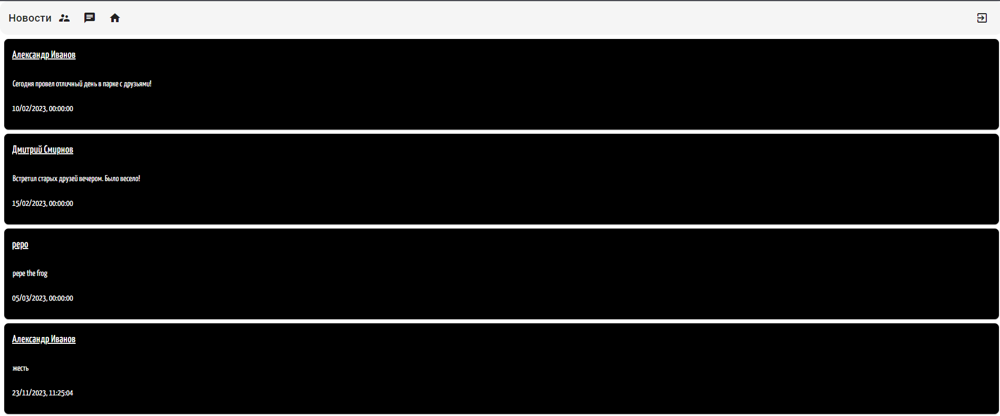 Новости
Александр Иванов
Сегодня провел отличный день в парке с друзьями!
10/02/2023, 00:00:00
Дмитрий Смирнов
Встретил старых друзей вечером. Было весело!
15/02/2023, 00:00:00
pepo
pepe the frog
05/03/2023, 00:00:00
Александр Иванов
жесть
23/11/2023, 11:25:04